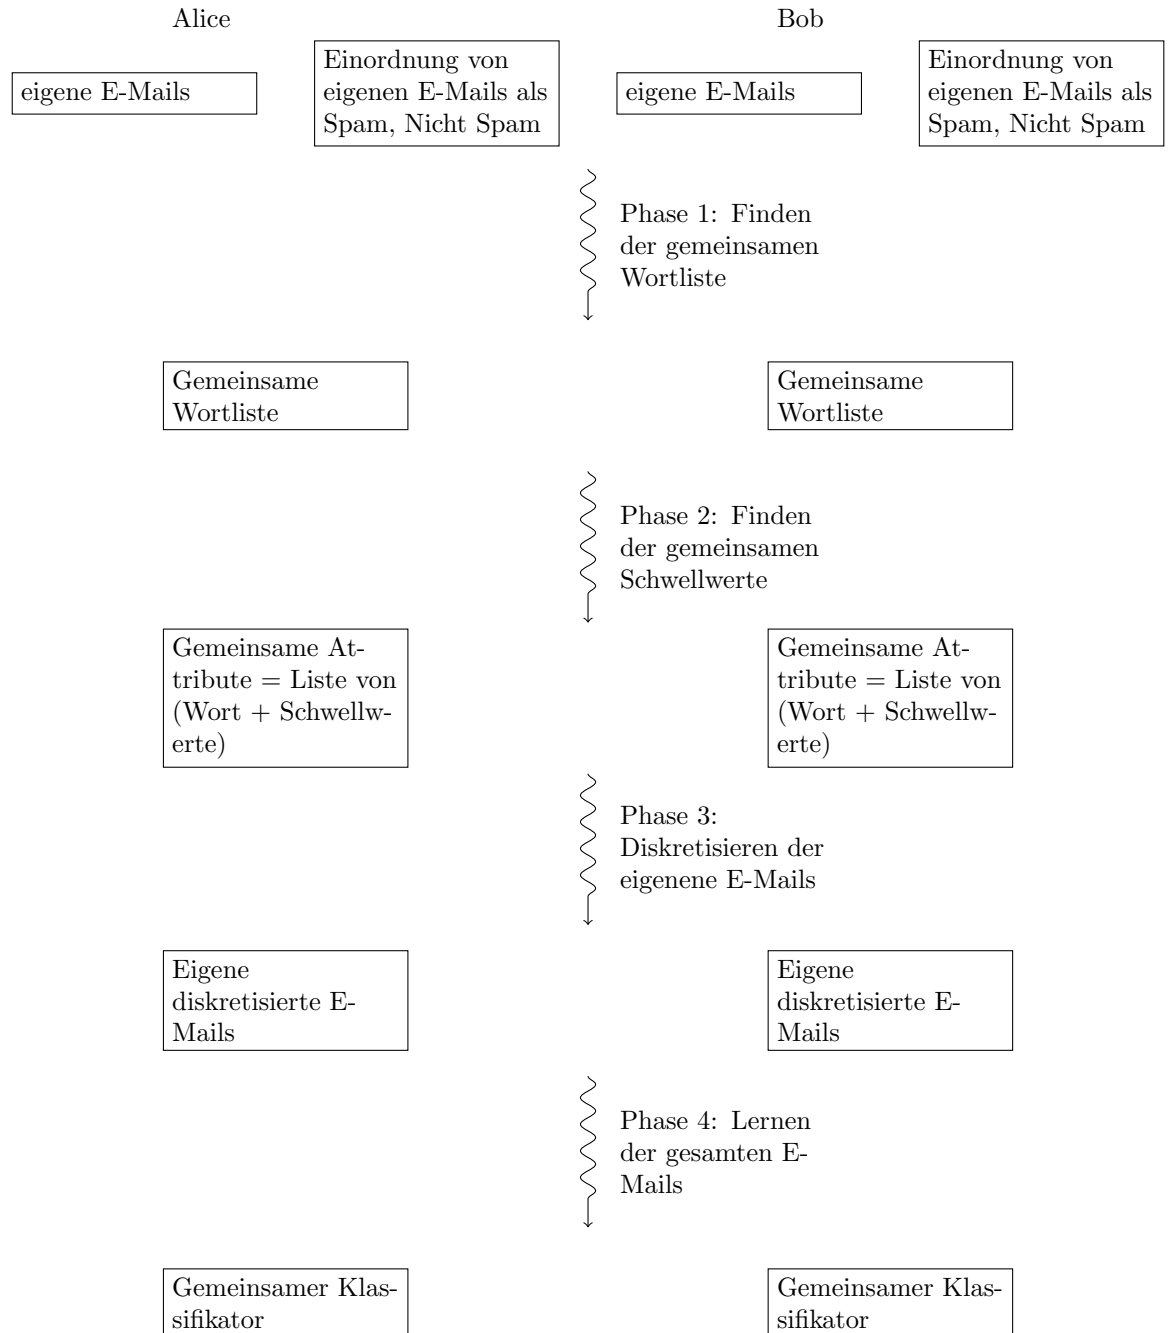 Alice
Bob
eigene E-Mails
Einordnung von
eigenen E-Mails als
Spam, Nicht Spam
eigene E-Mails
Einordnung von
eigenen E-Mails als
Spam, Nicht Spam
Phase 1: Finden
der gemeinsamen
Wortliste
Gemeinsame
Wortliste
Gemeinsame
Wortliste
Phase 2: Finden
der gemeinsamen
Schwellwerte
Gemeinsame At-
tribute = Liste von
(Wort + Schwellw-
erte)
Gemeinsame At-
tribute = Liste von
(Wort + Schwellw-
erte)
Phase 3:
Diskretisieren der
eigenene E-Mails
Eigene
diskretisierte E-
Mails
Eigene
diskretisierte E-
Mails
Phase 4: Lernen
der gesamten E-
Mails
Gemeinsamer Klas-
sifikator
Gemeinsamer Klas-
sifikator